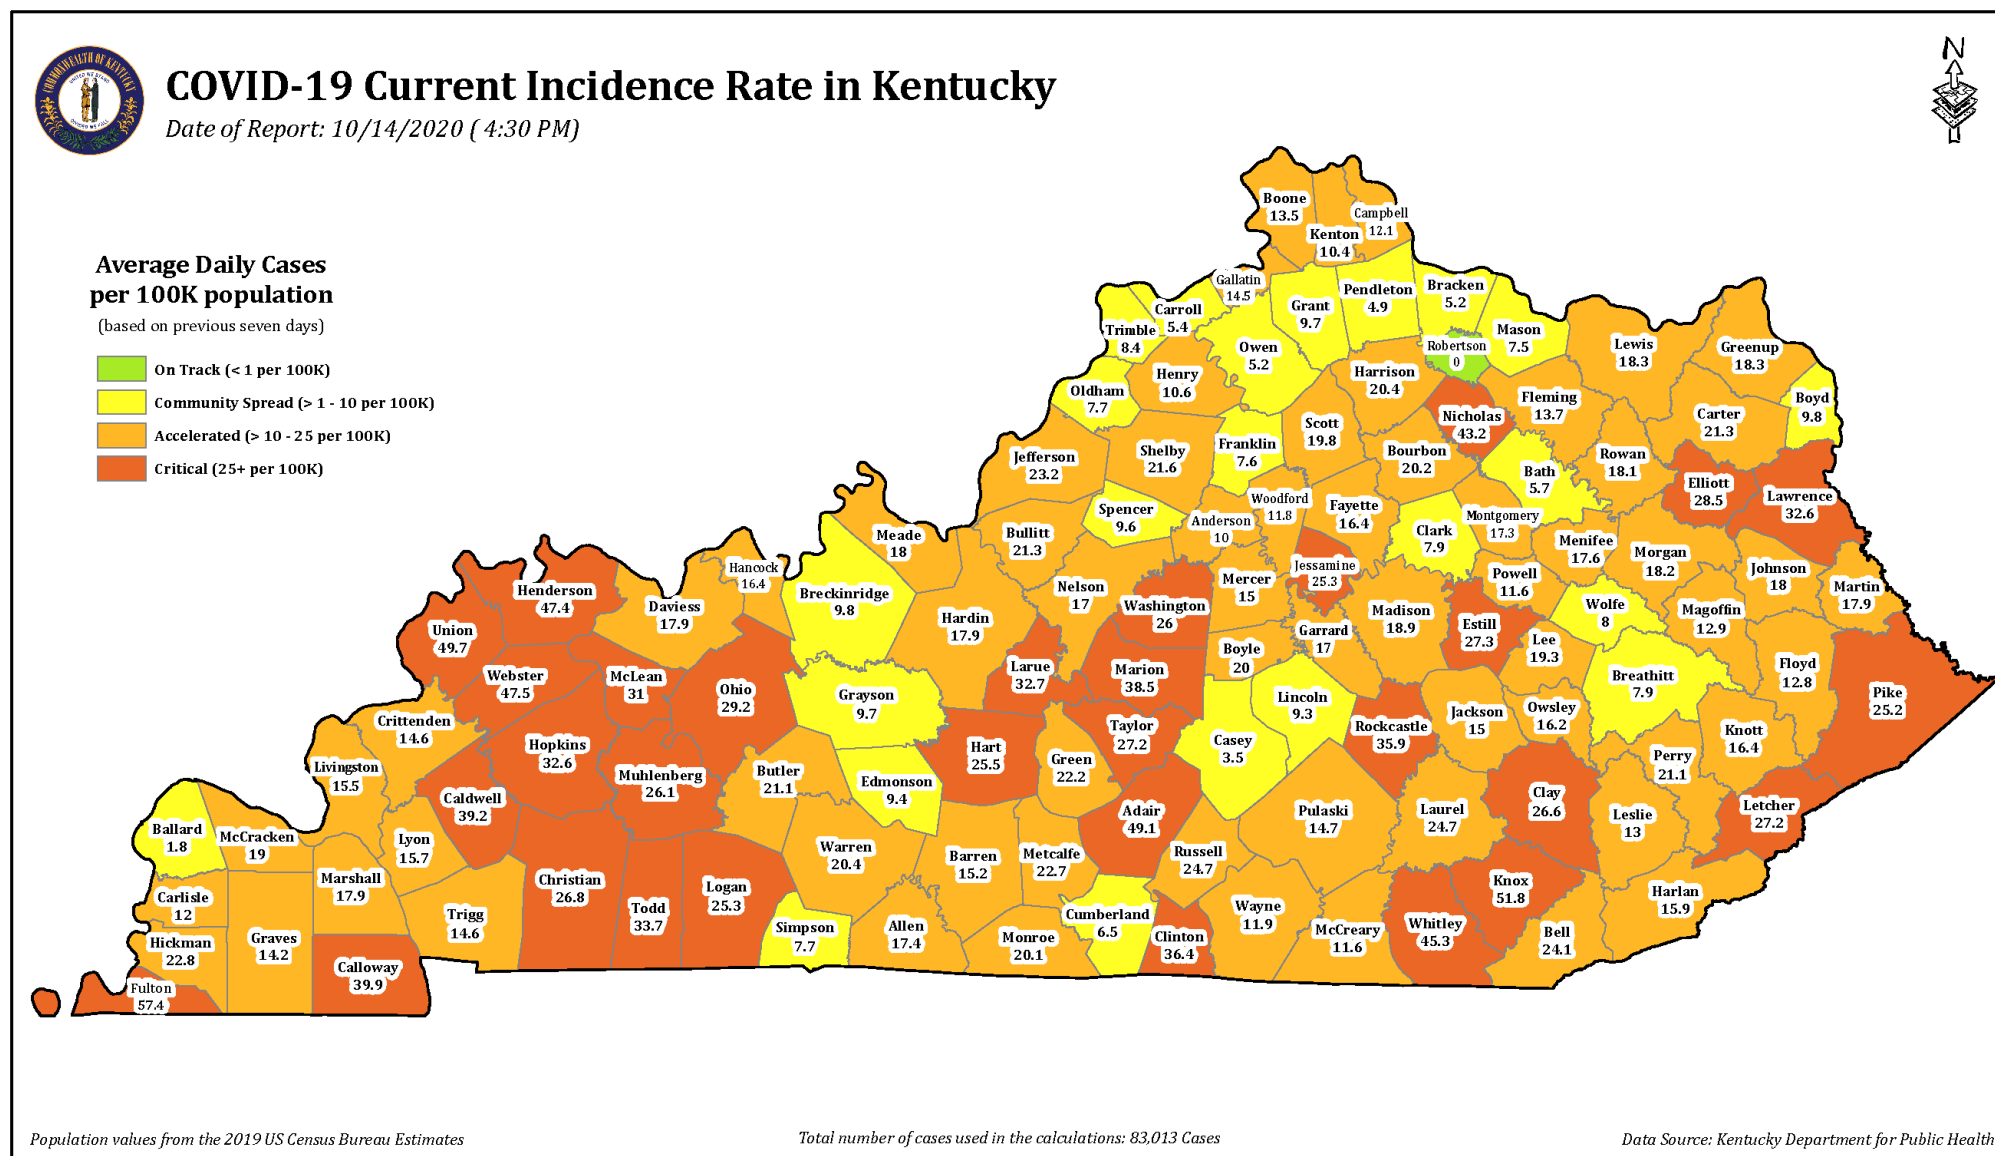 COVID-19 Current Incidence Rate in Kentucky
Date of Report: 10/14/2020 ( 4:30 PM)
COMMONWEALTH OF KENTUCKY
UNITED WE STAND
DIVIDED WE FALL
N
Average Daily Cases
per 100K population
(based on previous seven days)
On Track (< 1 per 100K)
Community Spread (> 1 - 10 per 100K)
Accelerated (> 10 - 25 per 100K)
Critical (25+ per 100K)
Boone
13.5
Campbell
12.1
Kenton
10.4
Gallatin
14.5
Grant
9.7
Pendleton
4.9
Bracken
5.2
Carroll
5.4
Trimble
8.4
Owen
5.2
Robertson
0
Mason
7.5
Lewis
18.3
Greenup
18.3
Henry
10.6
Harrison
20.4
Oldham
7.7
Nicholas
43.2
Fleming
13.7
Boyd
9.8
Carter
21.3
Scott
19.8
Franklin
7.6
Shelby
21.6
Jefferson
23.2
Bourbon
20.2
Bath
5.7
Rowan
18.1
Elliott
28.5
Lawrence
32.6
Spencer
9.6
Woodford
11.8
Anderson
10
Fayette
16.4
Montgomery
17.3
Clark
7.9
Menifee
17.6
Morgan
18.2
Johnson
18
Martin
17.9
Meade
18
Bullitt
21.3
Hancock
16.4
Henderson
47.4
Daviess
17.9
Breckinridge
9.8
Nelson
17
Washington
26
Mercer
15
Jessamine
25.3
Powell
11.6
Wolfe
8
Magoffin
12.9
Union
49.7
Hardin
17.9
Madison
18.9
Estill
27.3
Garrard
17
Lee
19.3
Boyle
20
Webster
47.5
McLean
31
Ohio
29.2
Grayson
9.7
Larue
32.7
Marion
38.5
Lincoln
9.3
Breathitt
7.9
Floyd
12.8
Pike
25.2
Crittenden
14.6
Hopkins
32.6
Hart
25.5
Taylor
27.2
Casey
3.5
Rockcastle
35.9
Jackson
15
Owsley
16.2
Knott
16.4
Perry
21.1
Livingston
15.5
Muhlenberg
26.1
Butler
21.1
Edmonson
9.4
Green
22.2
Caldwell
39.2
Adair
49.1
Pulaski
14.7
Laurel
24.7
Clay
26.6
Leslie
13
Letcher
27.2
Ballard
1.8
McCracken
19
Lyon
15.7
Warren
20.4
Barren
15.2
Metcalfe
22.7
Russell
24.7
Marshall
17.9
Christian
26.8
Logan
25.3
Knox
51.8
Harlan
15.9
Carlisle
12
Trigg
14.6
Todd
33.7
Simpson
7.7
Allen
17.4
Monroe
20.1
Cumberland
6.5
Clinton
36.4
Wayne
11.9
McCreary
11.6
Whitley
45.3
Bell
24.1
Hickman
22.8
Graves
14.2
Calloway
39.9
Fulton
57.4
Population values from the 2019 US Census Bureau Estimates
Total number of cases used in the calculations: 83,013 Cases
Data Source: Kentucky Department for Public Health